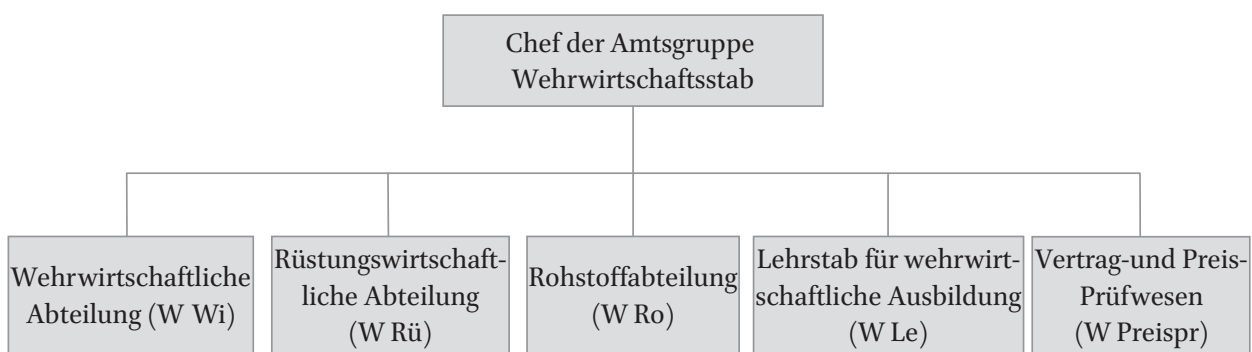 Chef der Amtsgruppe
Wehrwirtschaftsstab
Wehrwirtschaftliche
Abteilung (W Wi)
Rüstungswirtschaft-
liche Abteilung
(W Rü)
Rohstoffabteilung
(W Ro)
Lehrstab für wehrwirt-
schaftliche Ausbildung
(W Le)
Vertrag-und Preis-
Prüfwesen
(W Preispr)